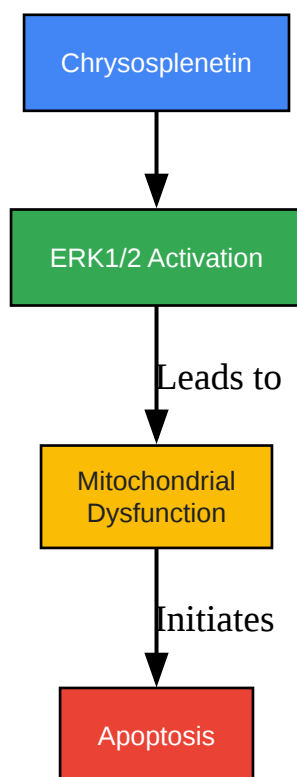 Chrysosplenetin
ERK1/2 Activation
Leads to
Mitochondrial
Dysfunction
Initiates
Apoptosis